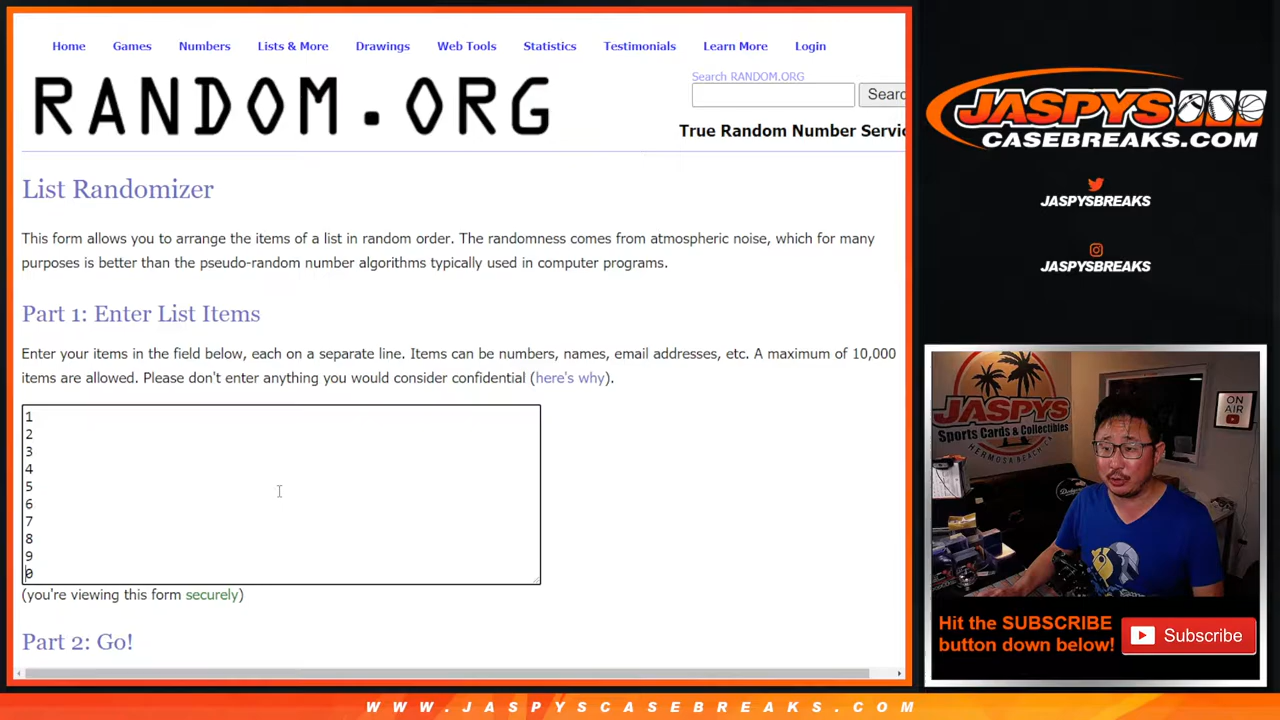 Home Games Numbers Lists & More Drawings Web Tools Statistics Testimonials Learn More Login
RANDOM.ORG
Search RANDOM.ORG
Searc
True Random Number Servic
List Randomizer
This form allows you to arrange the items of a list in random order. The randomness comes from atmospheric noise, which for many
purposes is better than the pseudo-random number algorithms typically used in computer programs.
Part 1: Enter List Items
Enter your items in the field below, each on a separate line. Items can be numbers, names, email addresses, etc. A maximum of 10,000
items are allowed. Please don't enter anything you would consider confidential (here's why).
1
2
3
4
5
6
7
8
9
0
(you're viewing this form securely)
Part 2: Go!
JASPYS
CASEBREAKS.COM
JASPYSBREAKS
JASPYSBREAKS
JASPYS
Sports Cards & Collectibles
HERMOSA BEACH, CA
ON
AIR
Dodgers
Hit the SUBSCRIBE
button down below!
Subscribe
WWW.JASPYSCASEBREAKS.COM